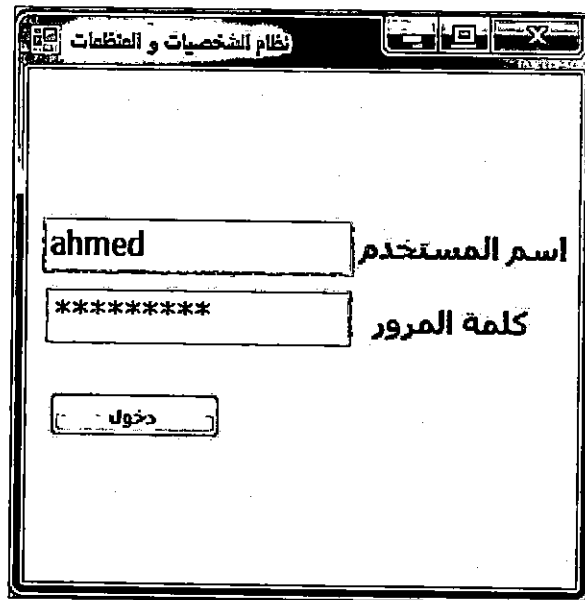 نظام الشخصيات و المنظمات
اسم المستخدم ahmed
كلمة المرور *********
دخول